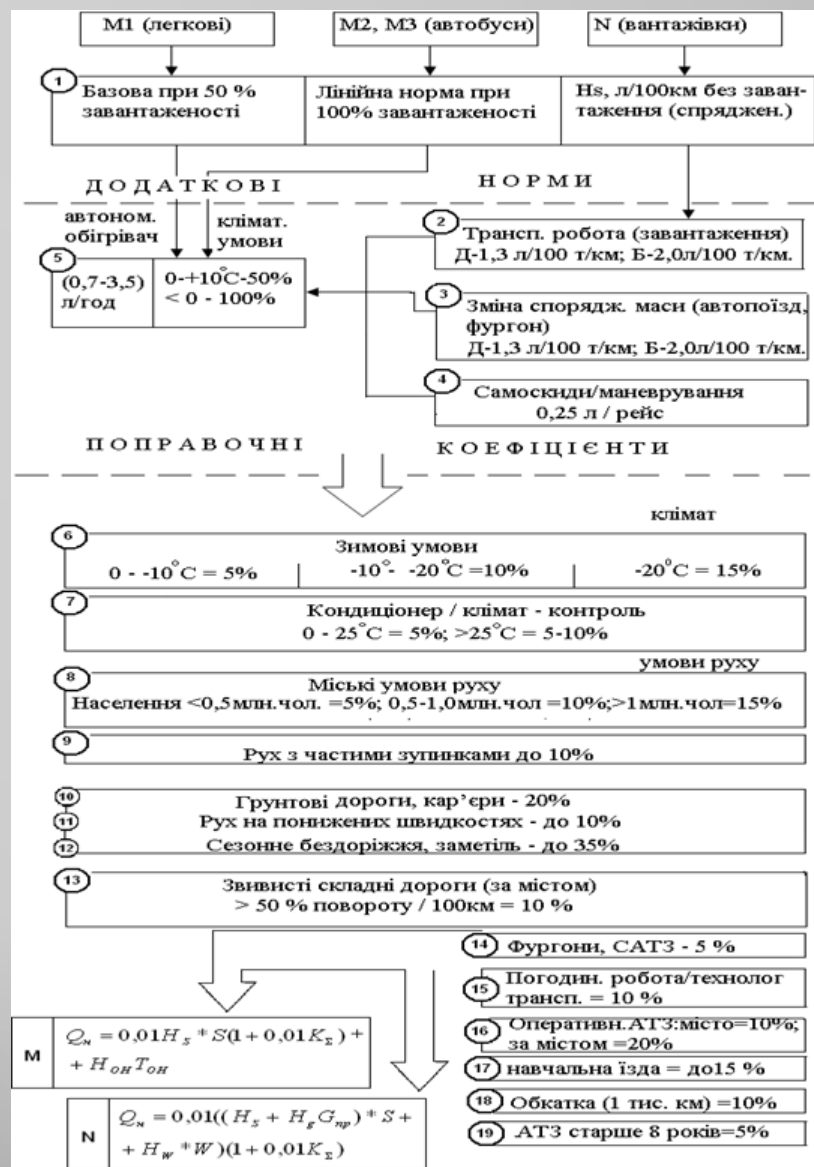 М1 (легкові)
М2, М3 (автобуси)
N (вантажівки)
1
Базова при 50 %
завантаженості
Лінійна норма при
100% завантаженості
Hs, л/100км без заван-
таження (спряджен.)
ДОДАТКОВІ НОРМИ
автоном.
обігрівач
клімат.
умови
5
(0,7-3,5)
л/год
0-+10°С-50%
< 0 - 100%
2
Трансп. робота (завантаження)
Д-1,3 л/100 т/км; Б-2,0л/100 т/км.
3
Зміна спорядж. маси (автопоїзд,
фургон)
Д-1,3 л/100 т/км; Б-2,0л/100 т/км.
4
Самоскиди/маневрування
0,25 л / рейс
ПОПРАВОЧНІ КОЕФІЦІЄНТИ
клімат
6
Зимові умови
0 - -10°С = 5%
-10°- -20°С =10%
-20°С = 15%
7
Кондиціонер / клімат - контроль
0 - 25°С = 5%; >25°С = 5-10%
умови руху
8
Міські умови руху
Населення <0,5млн.чол. =5%; 0,5-1,0млн.чол =10%;>1млн.чол=15%
9
Рух з частими зупинками до 10%
10
Грунтові дороги, кар’єри - 20%
11
Рух на понижених швидкостях - до 10%
12
Сезонне бездоріжжя, заметіль - до 35%
13
Звивисті складні дороги (за містом)
> 50 % повороту / 100км = 10 %
14
Фургони, САТЗ - 5 %
15
Погодин. робота/технолог
трансп. = 10 %
16
Оперативн.АТЗ:місто=10%;
за містом =20%
17
навчальна їзда = до15 %
18
Обкатка (1 тис. км) =10%
19
АТЗ старше 8 років=5%
М
Qн = 0,01HS * S(1 + 0,01KΣ) +
+ HOH TOH
N
Qн = 0,01((HS + Hg Gпр) * S +
+ HW * W)(1 + 0,01KΣ)